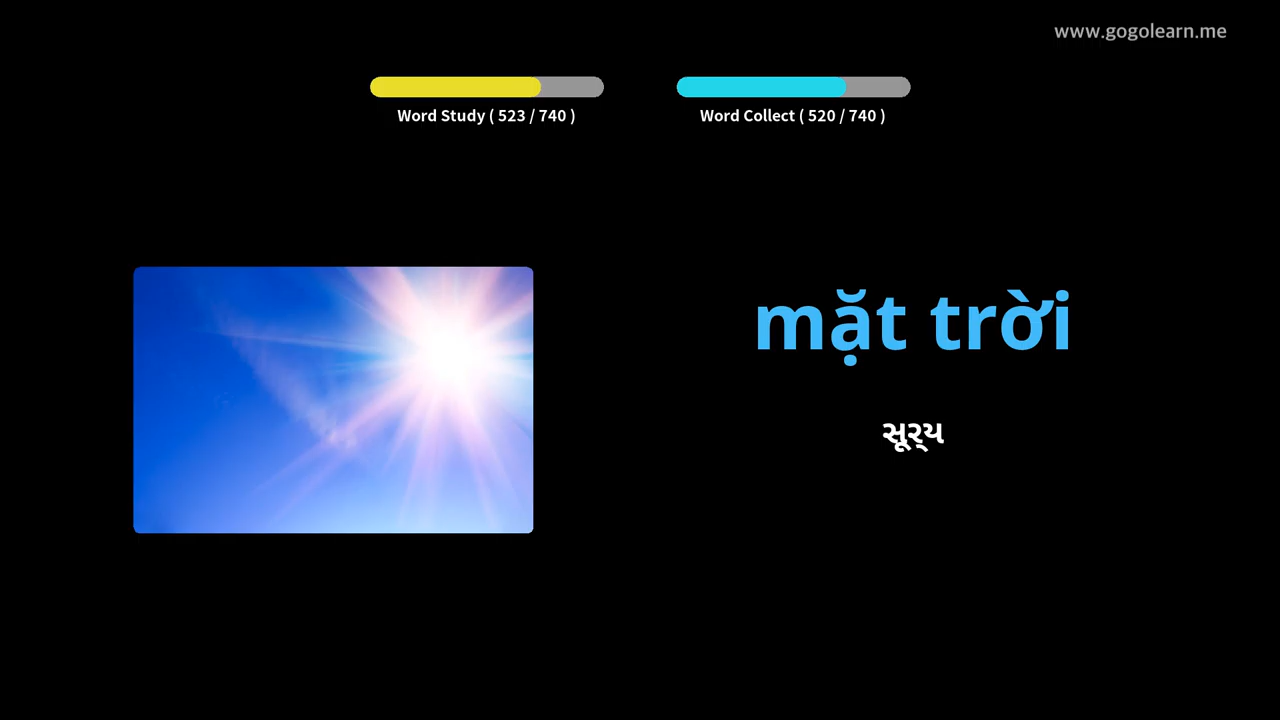 www.gogolearn.me
Word Study ( 523 / 740 )
Word Collect ( 520 / 740 )
mặt trời
સૂર્ય